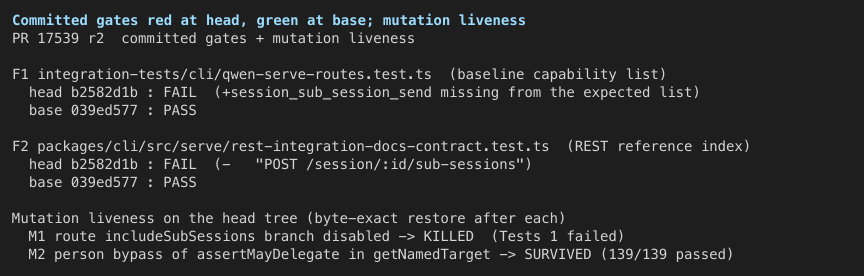 Committed gates red at head, green at base; mutation liveness
PR 17539 r2  committed gates + mutation liveness
F1 integration-tests/cli/qwen-serve-routes.test.ts  (baseline capability list)
head b2582d1b : FAIL  (+session_sub_session_send missing from the expected list)
base 039ed577 : PASS
F2 packages/cli/src/serve/rest-integration-docs-contract.test.ts  (REST reference index)
head b2582d1b : FAIL  (-   "POST /session/:id/sub-sessions")
base 039ed577 : PASS
Mutation liveness on the head tree (byte-exact restore after each)
M1 route includeSubSessions branch disabled -> KILLED  (Tests 1 failed)
M2 person bypass of assertMayDelegate in getNamedTarget -> SURVIVED (139/139 passed)